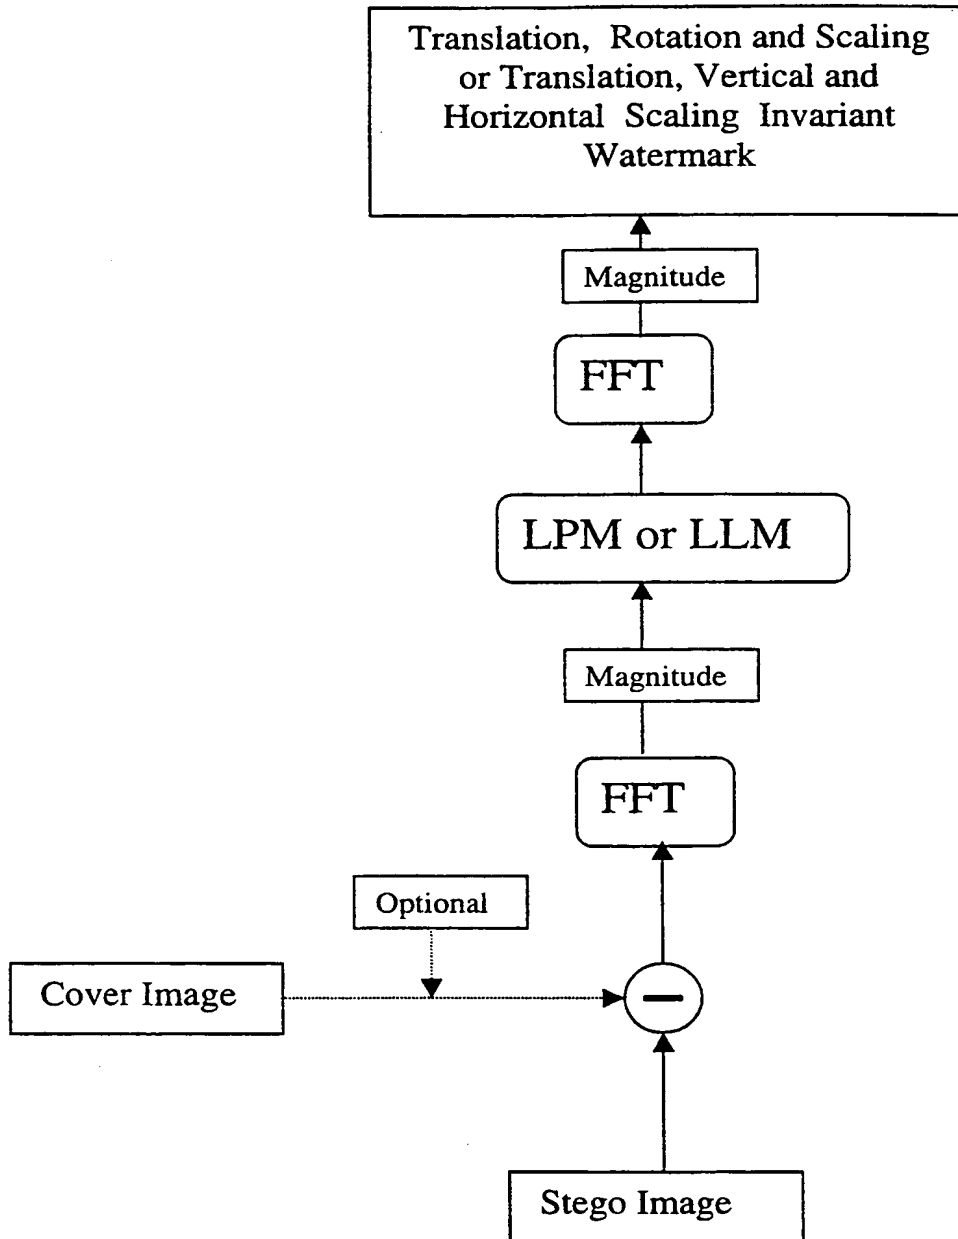 Translation, Rotation and Scaling
or Translation, Vertical and
Horizontal Scaling Invariant
Watermark
Magnitude
FFT
LPM or LLM
Magnitude
FFT
Optional
Cover Image
Stego Image